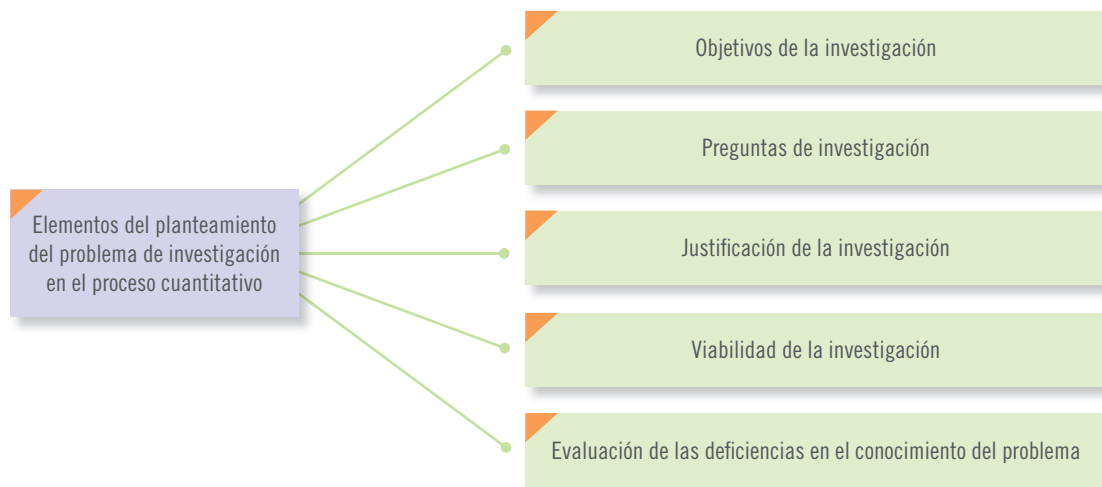 Elementos del planteamiento
del problema de investigación
en el proceso cuantitativo
Objetivos de la investigación
Preguntas de investigación
Justificación de la investigación
Viabilidad de la investigación
Evaluación de las deficiencias en el conocimiento del problema